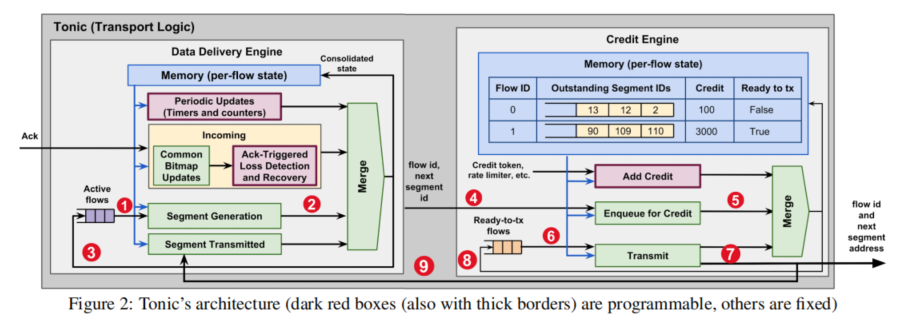 Tonic (Transport Logic)
Data Delivery Engine
Memory (per-flow state)
Consolidated
state
Periodic Updates
(Timers and counters)
Incoming
Ack
Common
Bitmap
Updates
Ack-Triggered
Loss Detection
and Recovery
Merge
Active
flows
1
Segment Generation
2
3
Segment Transmitted
9
flow id,
next
segment
id
4
Credit Engine
Memory (per-flow state)
Flow ID Outstanding Segment IDs Credit Ready to tx
0 13 12 2 100 False
1 90 109 110 3000 True
Credit token,
rate limiter, etc.
Add Credit
5
Enqueue for Credit
Merge
Ready-to-tx
flows
6
8
Transmit
7
flow id
and next
segment
address
Figure 2: Tonic’s architecture (dark red boxes (also with thick borders) are programmable, others are fixed)